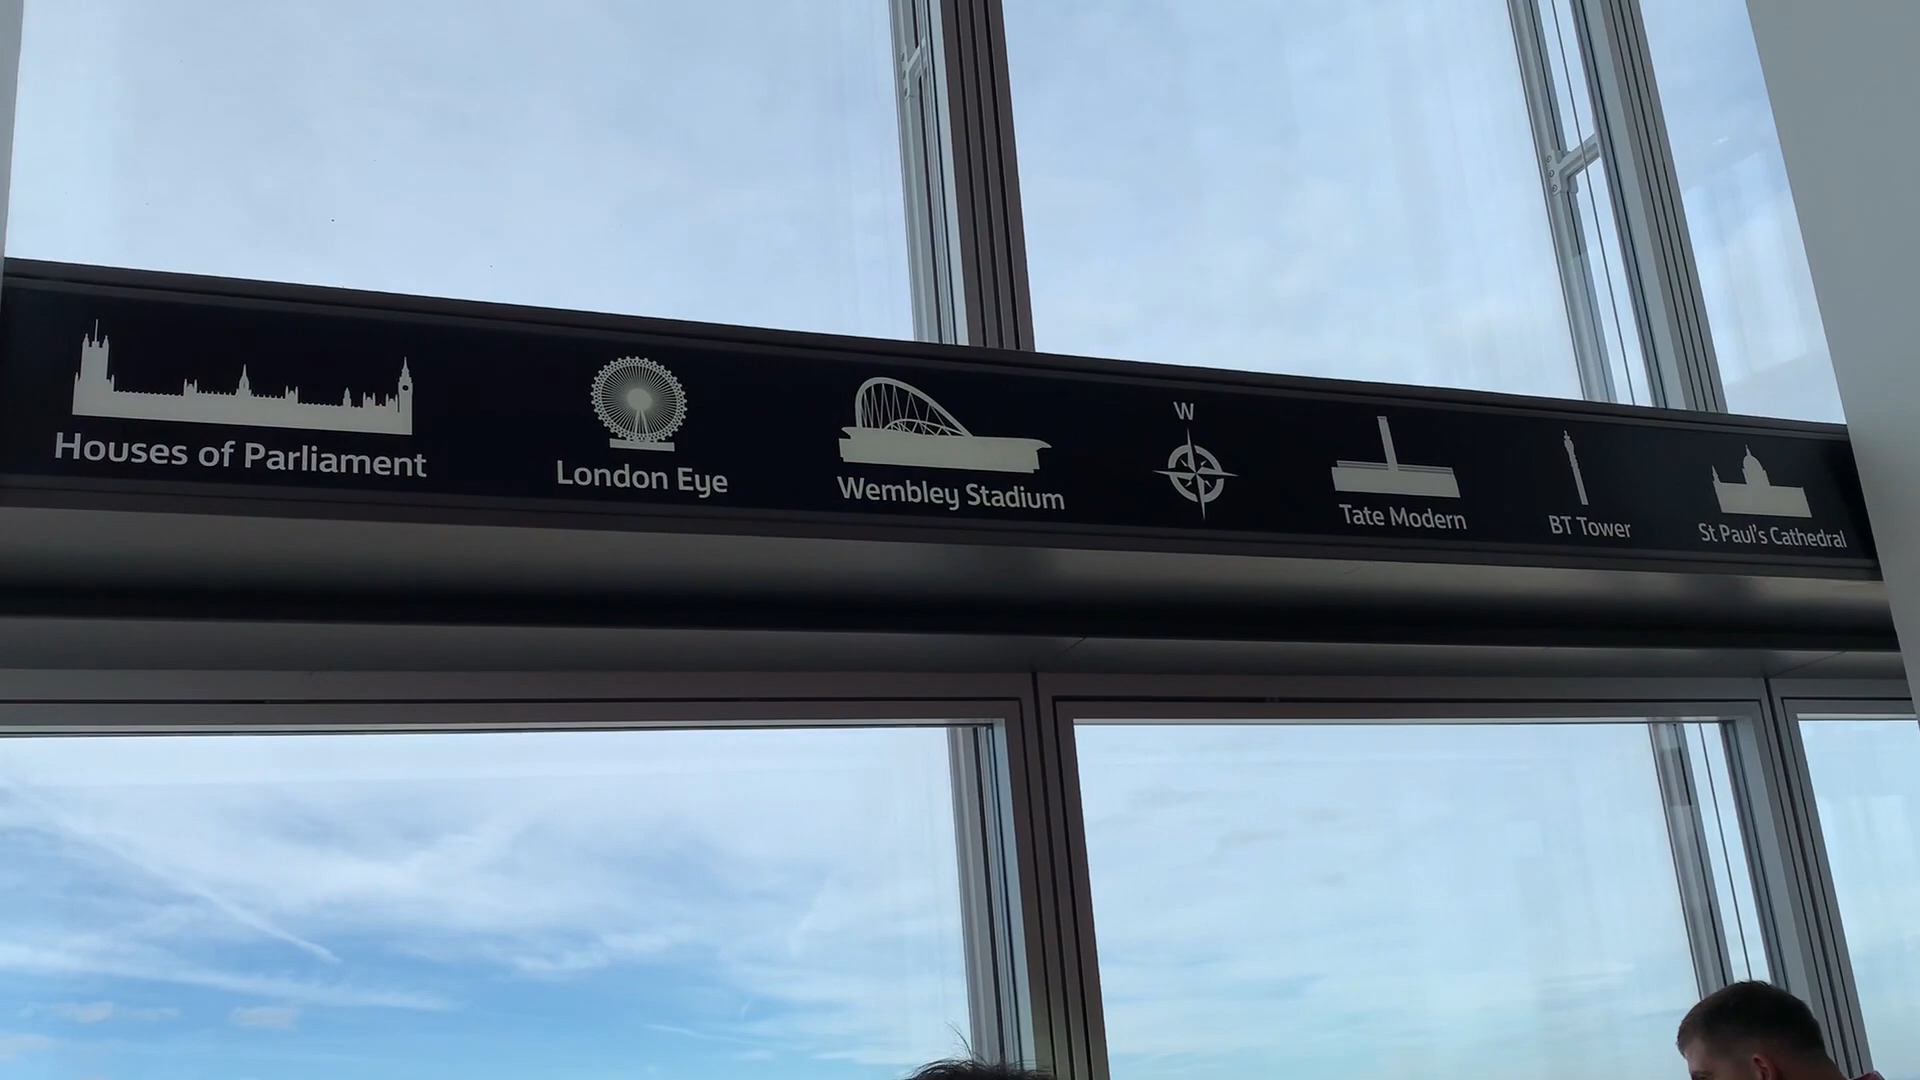 Houses of Parliament
London Eye
Wembley Stadium
W
Tate Modern
BT Tower
St Paul's Cathedral